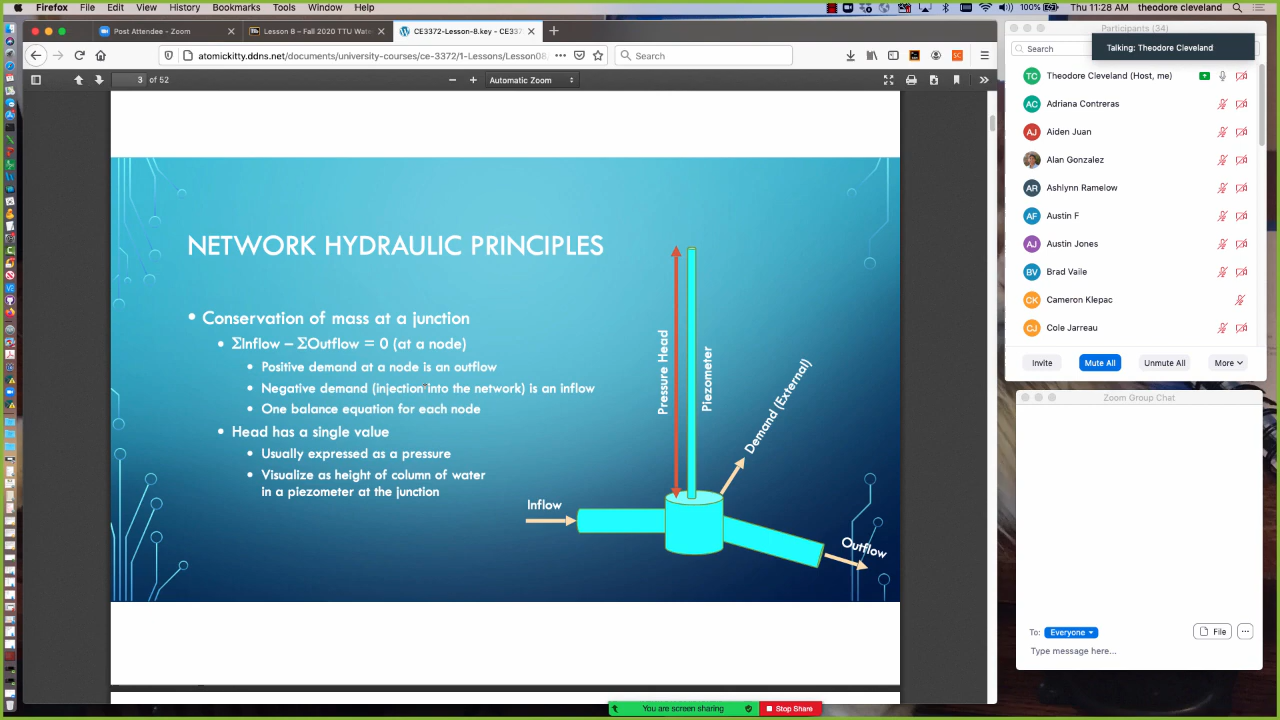 Firefox File Edit View History Bookmarks Tools Window Help
100% Thu 11:28 AM theodore cleveland
Post Attendee - Zoom
Lesson 8 – Fall 2020 TTU Wate
CE3372-Lesson-8.key - CE337
atomickitty.ddns.net/documents/university-courses/ce-3372/1-Lessons/Lesson08
Search
3 of 52
Automatic Zoom
NETWORK HYDRAULIC PRINCIPLES
• Conservation of mass at a junction
• ΣInflow – ΣOutflow = 0 (at a node)
• Positive demand at a node is an outflow
• Negative demand (injection into the network) is an inflow
• One balance equation for each node
• Head has a single value
• Usually expressed as a pressure
• Visualize as height of column of water
in a piezometer at the junction
Pressure Head
Piezometer
Demand (External)
Inflow
Outflow
You are screen sharing
Stop Share
Participants (34)
Talking: Theodore Cleveland
Search
TC Theodore Cleveland (Host, me)
AC Adriana Contreras
AJ Aiden Juan
Alan Gonzalez
AR Ashlynn Ramelow
AF Austin F
AJ Austin Jones
BV Brad Vaile
CK Cameron Klepac
CJ Cole Jarreau
Invite
Mute All
Unmute All
More
Zoom Group Chat
To: Everyone
File
Type message here...